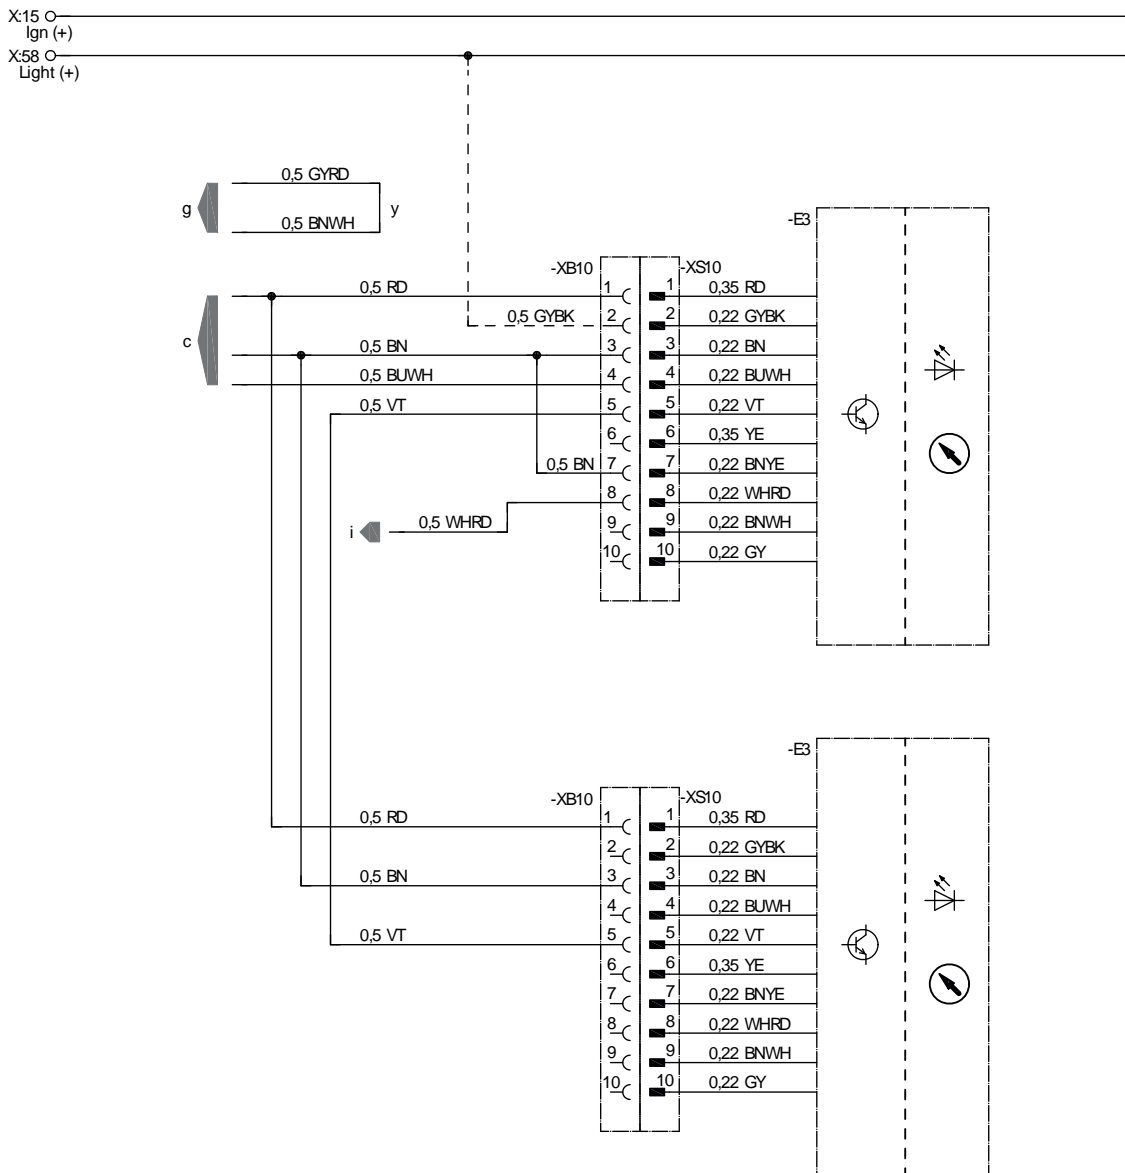 X:15
Ign (+)
X:58
Light (+)
0,5 GYRD
g
y
0,5 BNWH
-E3
-XB10
-XS10
0,5 RD
1
1
0,35 RD
0,5 GYBK
2
2
0,22 GYBK
c
0,5 BN
3
3
0,22 BN
0,5 BUWH
4
4
0,22 BUWH
0,5 VT
5
5
0,22 VT
6
6
0,35 YE
0,5 BN
7
7
0,22 BNYE
8
8
0,22 WHRD
i
0,5 WHRD
9
9
0,22 BNWH
10
10
0,22 GY
-E3
-XB10
-XS10
0,5 RD
1
1
0,35 RD
2
2
0,22 GYBK
0,5 BN
3
3
0,22 BN
4
4
0,22 BUWH
0,5 VT
5
5
0,22 VT
6
6
0,35 YE
7
7
0,22 BNYE
8
8
0,22 WHRD
9
9
0,22 BNWH
10
10
0,22 GY